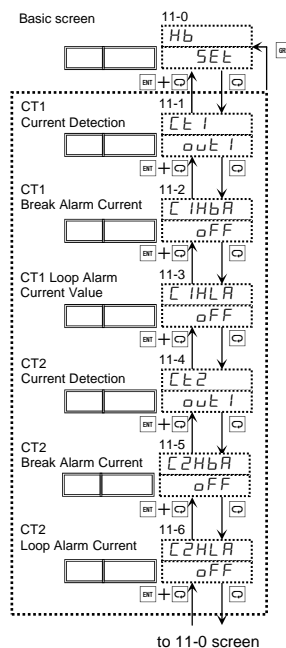 Basic screen
11-0
Hb
SEt
GR
ENT +
CT1
Current Detection
11-1
Ct1
out1
ENT +
CT1
Break Alarm Current
11-2
C1HbA
oFF
ENT +
CT1 Loop Alarm
Current Value
11-3
C1HLA
oFF
ENT +
CT2
Current Detection
11-4
Ct2
out1
ENT +
CT2
Break Alarm Current
11-5
C2HbA
oFF
ENT +
CT2
Loop Alarm Current
11-6
C2HLA
oFF
ENT +
to 11-0 screen